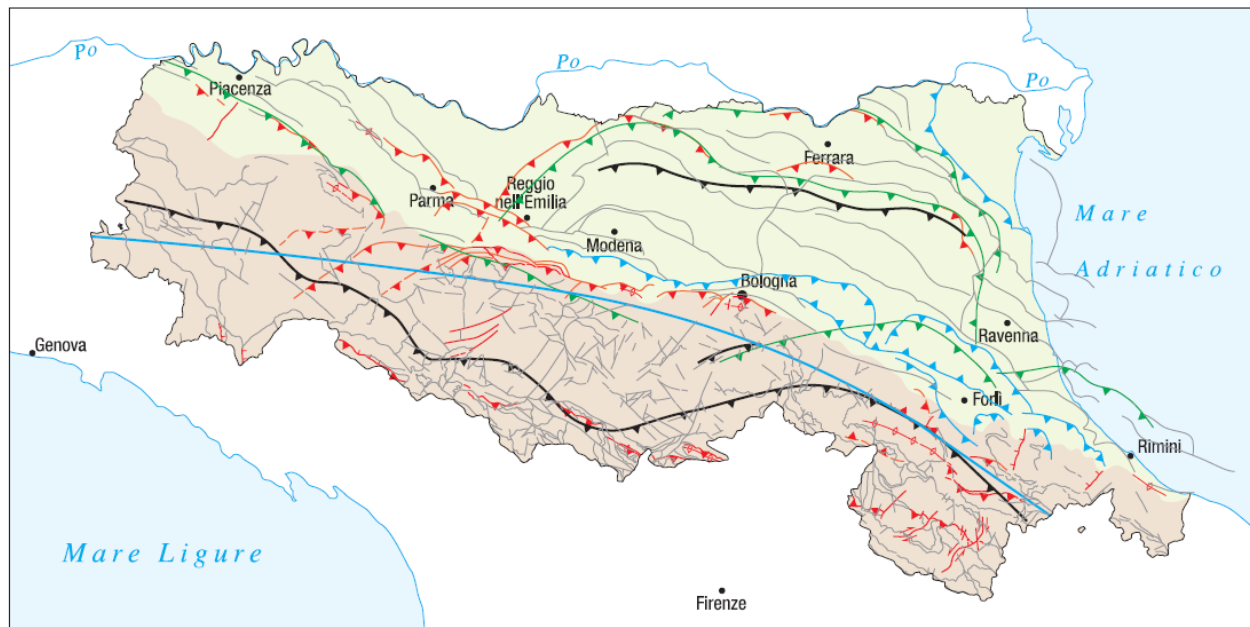 Po
Po
Po
Piacenza
Ferrara
Parma
Reggio
nell'Emilia
Mare
Modena
Adriatico
Bologna
Ravenna
Genova
Forlì
Rimini
Mare Ligure
Firenze